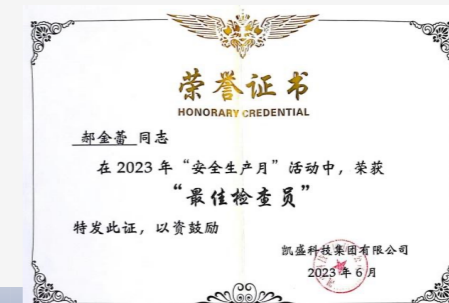 荣誉证书
HONORARY CREDENTIAL
郝金蕾 同志
在 2023 年“安全生产月”活动中，荣获
“最佳检查员”
特发此证，以资鼓励
凯盛科技集团有限公司
2023 年 6 月